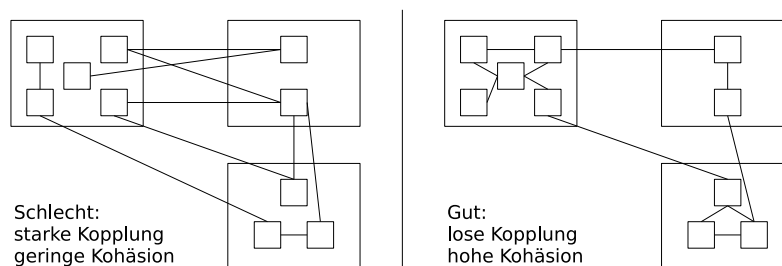 Schlecht:
starke Kopplung
geringe Kohäsion
Gut:
lose Kopplung
hohe Kohäsion